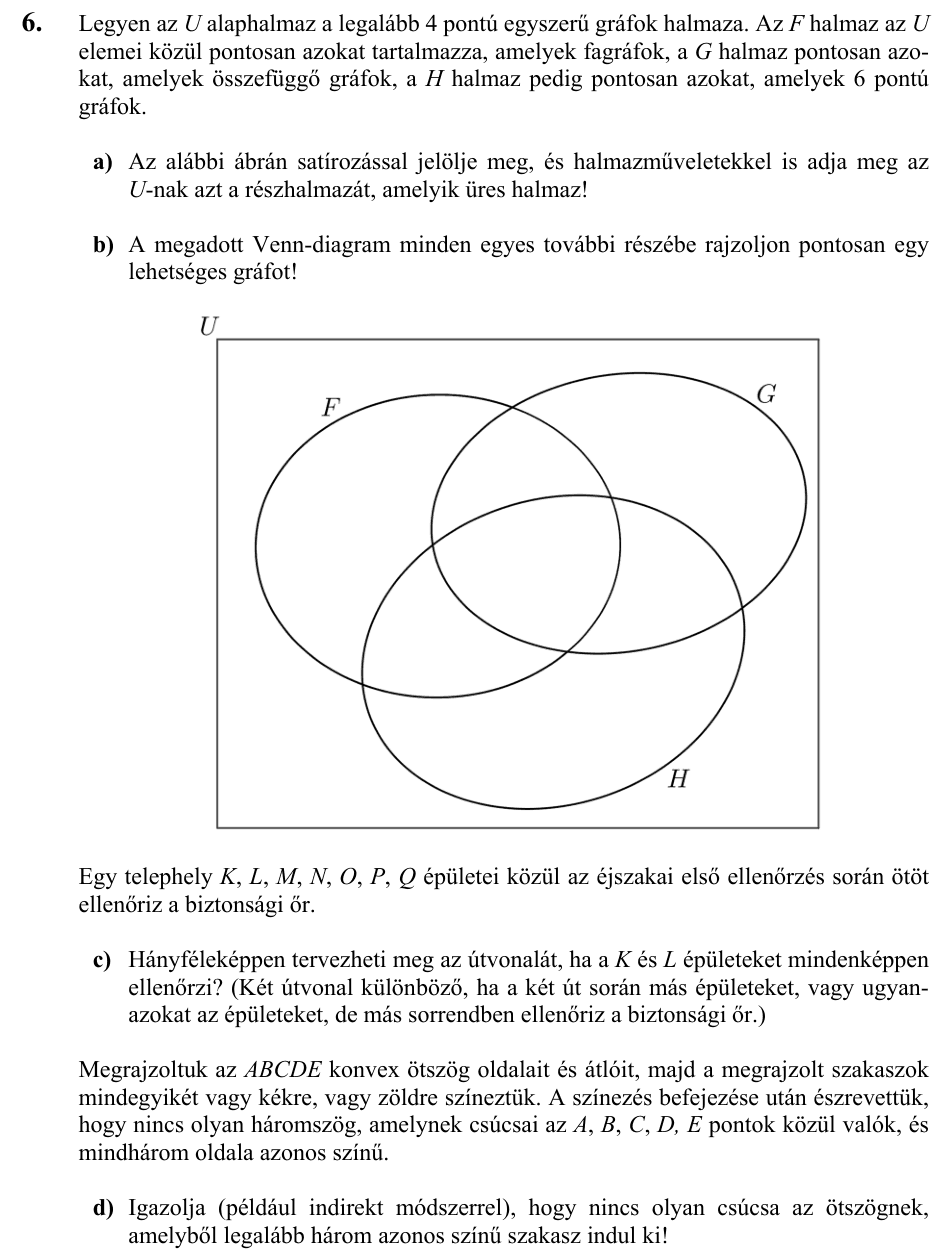 6. Legyen az U alaphalmaz a legalább 4 pontú egyszerű gráfok halmaza. Az F halmaz az U
elemei közül pontosan azokat tartalmazza, amelyek fagráfok, a G halmaz pontosan azo-
kat, amelyek összefüggő gráfok, a H halmaz pedig pontosan azokat, amelyek 6 pontú
gráfok.
a) Az alábbi ábrán satírozással jelölje meg, és halmazműveletekkel is adja meg az
U-nak azt a részhalmazát, amelyik üres halmaz!
b) A megadott Venn-diagram minden egyes további részébe rajzoljon pontosan egy
lehetséges gráfot!
U
G
F
H
Egy telephely K, L, M, N, O, P, Q épületei közül az éjszakai első ellenőrzés során ötöt
ellenőriz a biztonsági őr.
c) Hányféleképpen tervezheti meg az útvonalát, ha a K és L épületeket mindenképpen
ellenőrzi? (Két útvonal különböző, ha a két út során más épületeket, vagy ugyan-
azokat az épületeket, de más sorrendben ellenőriz a biztonsági őr.)
Megrajzoltuk az ABCDE konvex ötszög oldalait és átlóit, majd a megrajzolt szakaszok
mindegyikét vagy kékre, vagy zöldre színeztük. A színezés befejezése után észrevettük,
hogy nincs olyan háromszög, amelynek csúcsai az A, B, C, D, E pontok közül valók, és
mindhárom oldala azonos színű.
d) Igazolja (például indirekt módszerrel), hogy nincs olyan csúcsa az ötszögnek,
amelyből legalább három azonos színű szakasz indul ki!